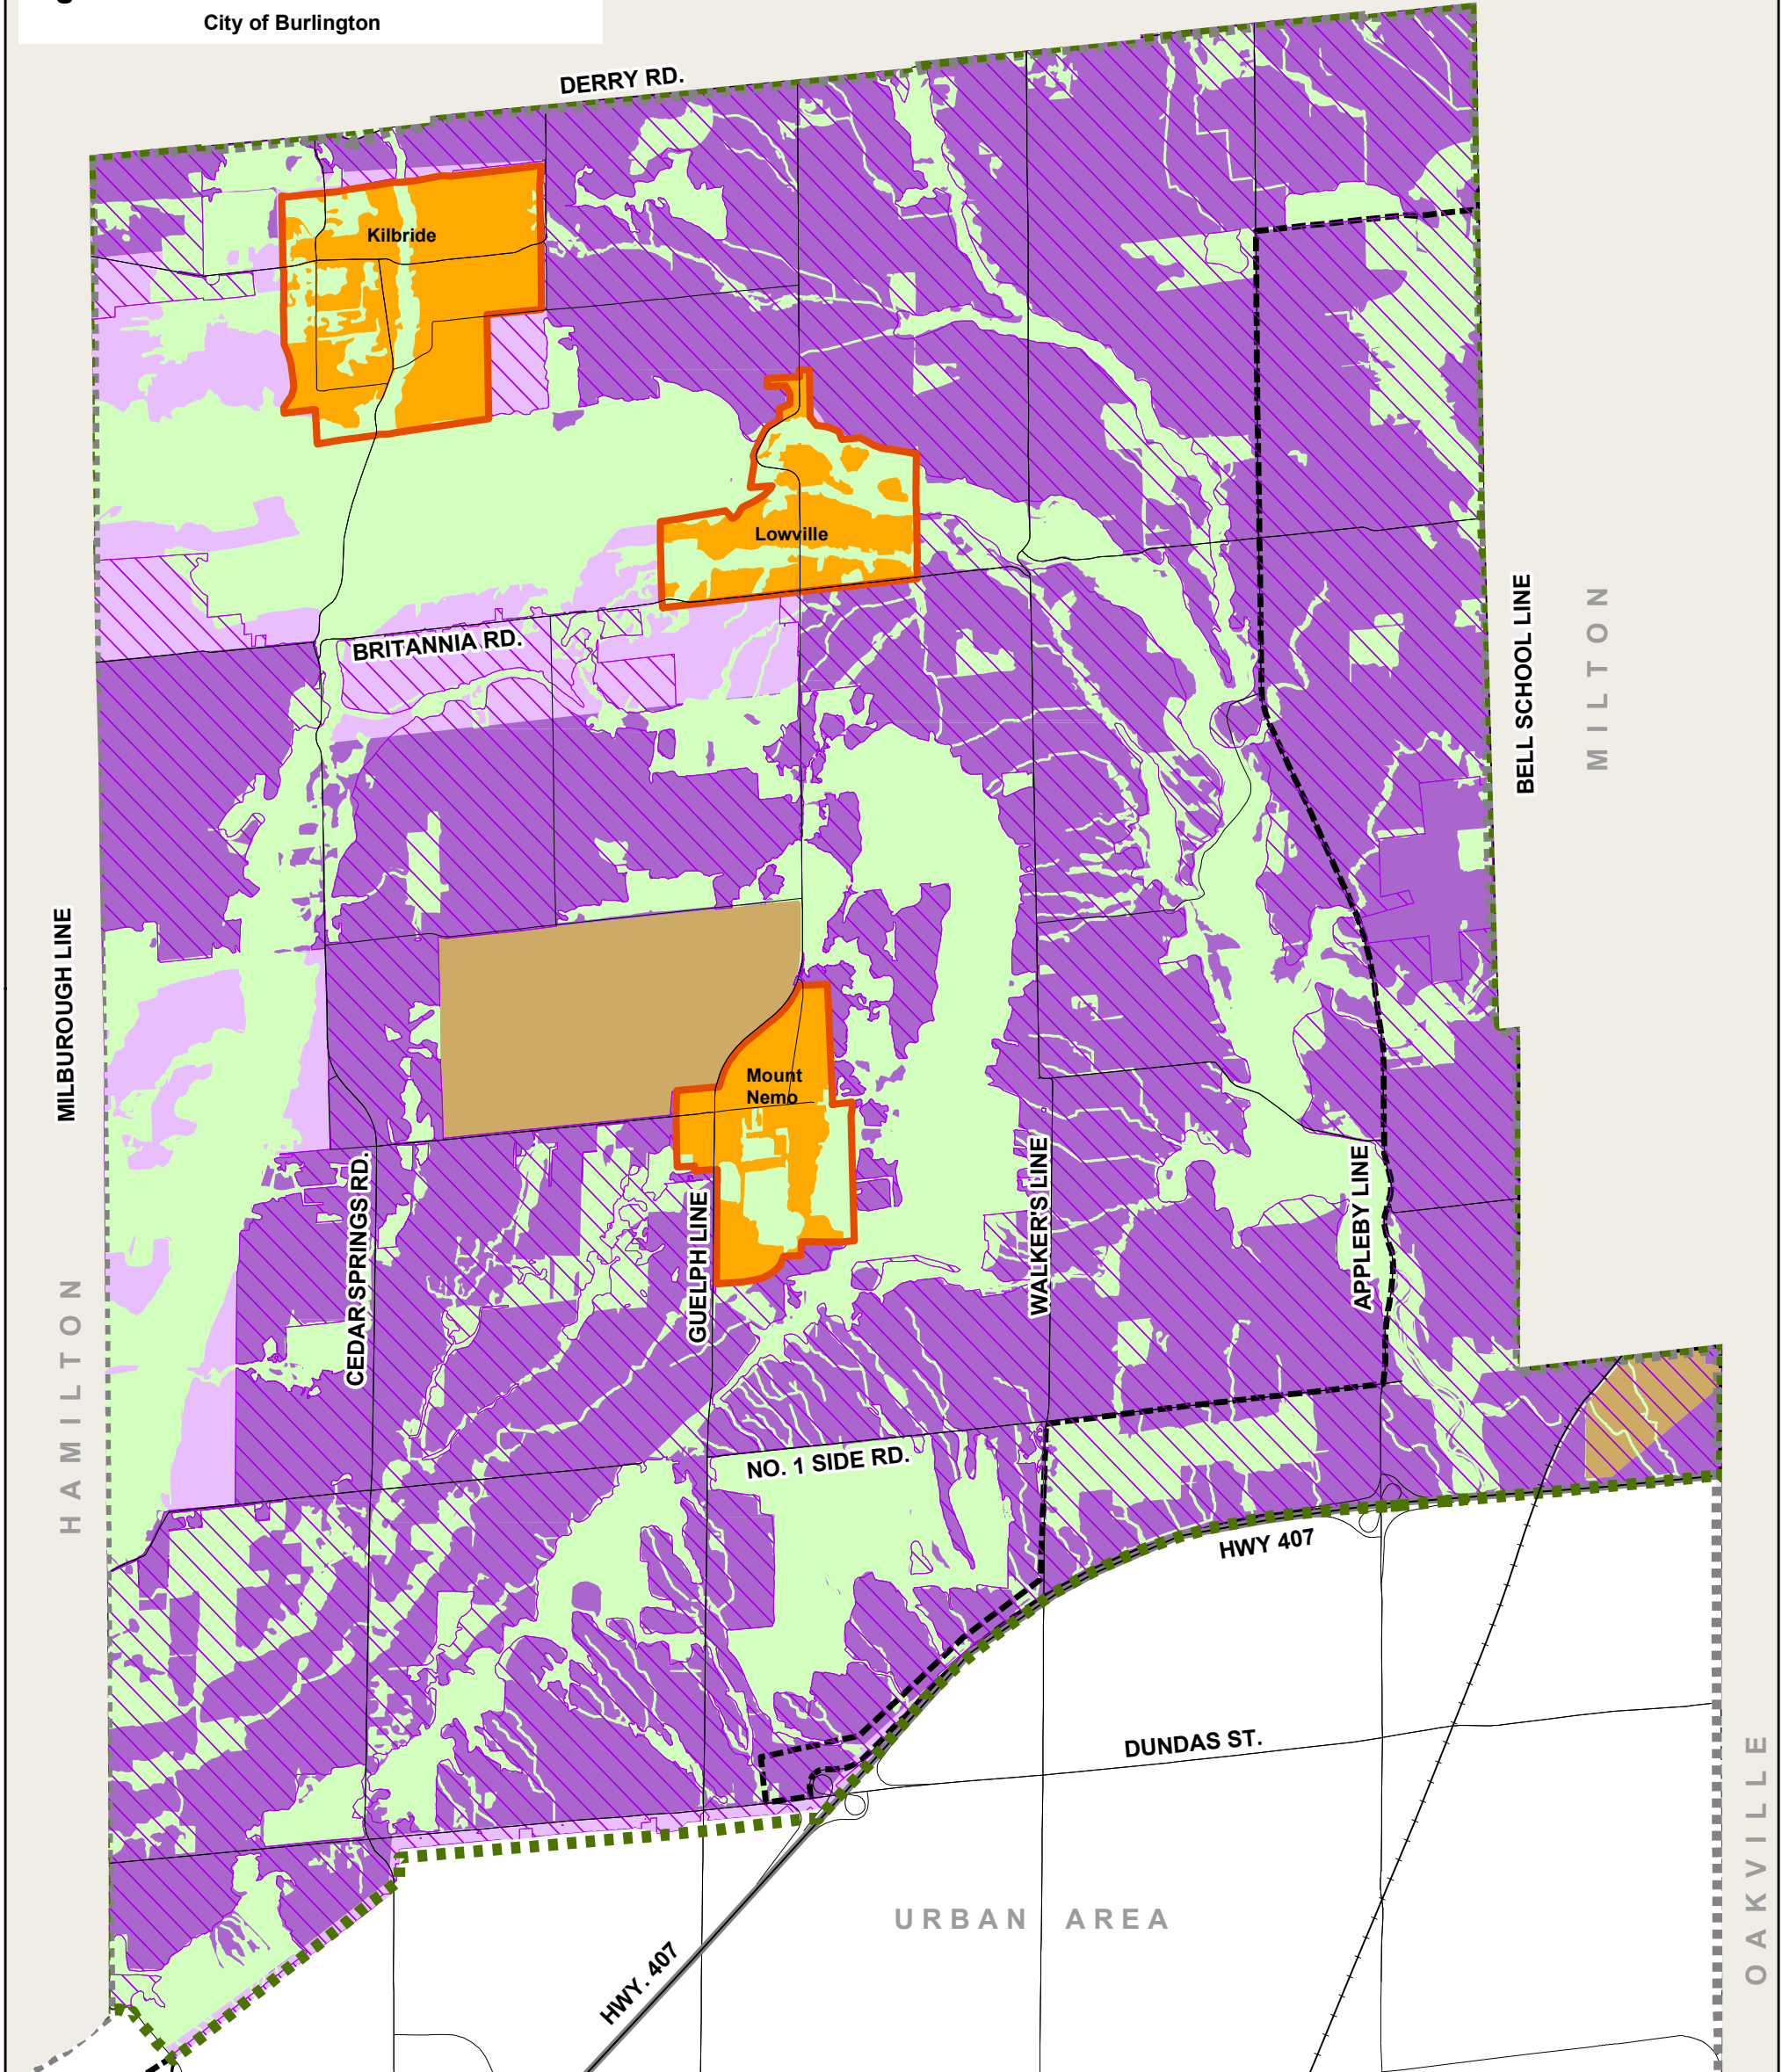 City of Burlington
DERRY RD.
Kilbride
Lowville
BRITANNIA RD.
BELL SCHOOL LINE
MILTON
MILBOROUGH LINE
Mount
Nemo
CEDAR SPRINGS RD.
GUELPH LINE
WALKER'S LINE
APPLEBY LINE
HAMILTON
NO. 1 SIDE RD.
HWY 407
DUNDAS ST.
OAKVILLE
URBAN AREA
HWY. 407